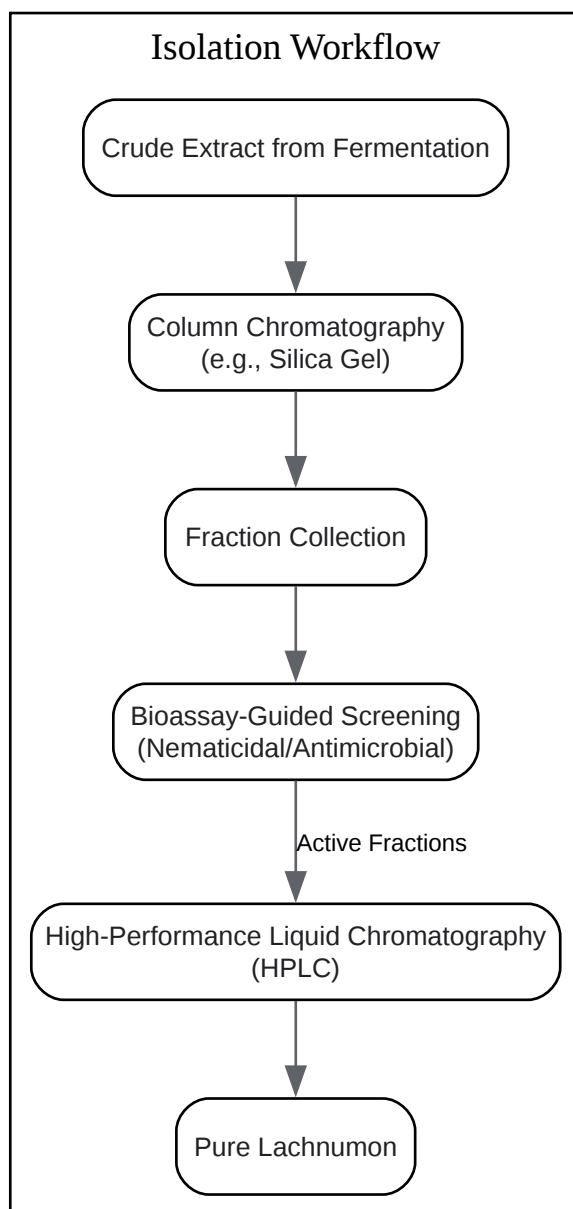 Isolation Workflow
Crude Extract from Fermentation
Column Chromatography
(e.g., Silica Gel)
Fraction Collection
Bioassay-Guided Screening
(Nematicidal/Antimicrobial)
Active Fractions
High-Performance Liquid Chromatography
(HPLC)
Pure Lachnumon